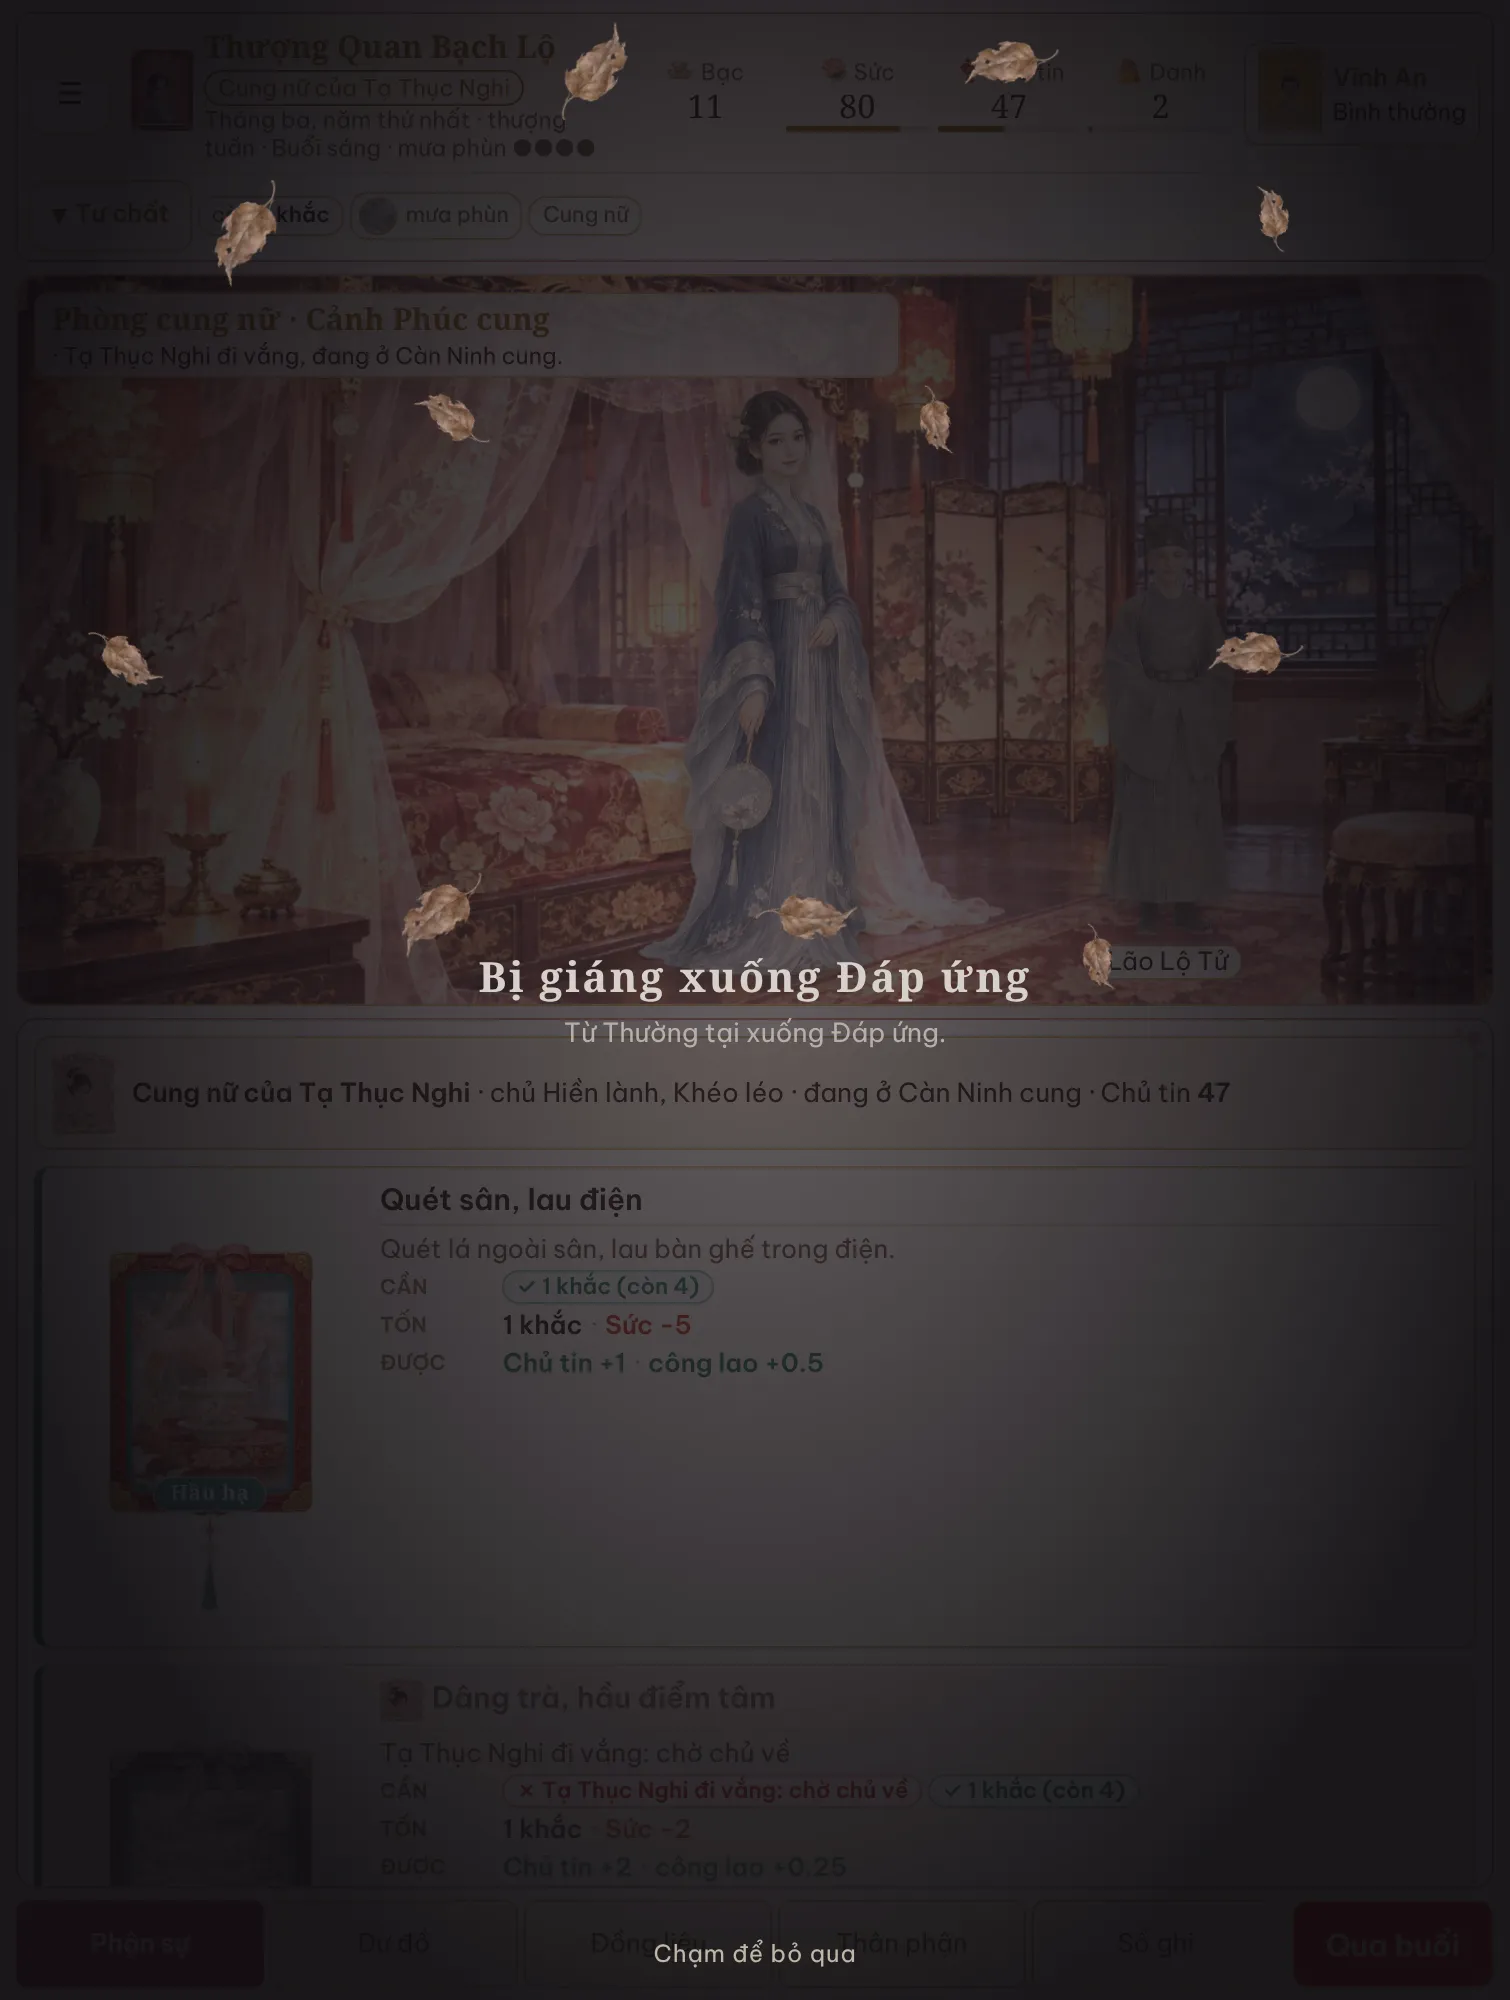 Thượng Quan Bạch Lộ
Cung nữ của Tạ Thục Nghi
Tháng ba, năm thứ nhất · thượng
tuần · Buổi sáng · mưa phùn
Bạc
11
Sức
80
tin
47
Danh
2
Vĩnh An
Bình thường
▼ Tư chất
khắc
mưa phùn
Cung nữ
Phòng cung nữ · Cảnh Phúc cung
· Tạ Thục Nghi đi vắng, đang ở Càn Ninh cung.
Lão Lộ Tử
Bị giáng xuống Đáp ứng
Từ Thường tại xuống Đáp ứng.
Cung nữ của Tạ Thục Nghi · chủ Hiền lành, Khéo léo · đang ở Càn Ninh cung · Chủ tin 47
Quét sân, lau điện
Quét lá ngoài sân, lau bàn ghế trong điện.
CẦN ✓ 1 khắc (còn 4)
TỐN 1 khắc · Sức -5
ĐƯỢC Chủ tin +1 · công lao +0.5
Hầu hạ
Dâng trà, hầu điểm tâm
Tạ Thục Nghi đi vắng: chờ chủ về
CẦN × Tạ Thục Nghi đi vắng: chờ chủ về ✓ 1 khắc (còn 4)
TỐN 1 khắc · Sức -2
ĐƯỢC Chủ tin +2 · công lao +0.25
Phận sự
Dư đồ
Đồng liêu
Thân phận
Sổ ghi
Qua buổi
Chạm để bỏ qua